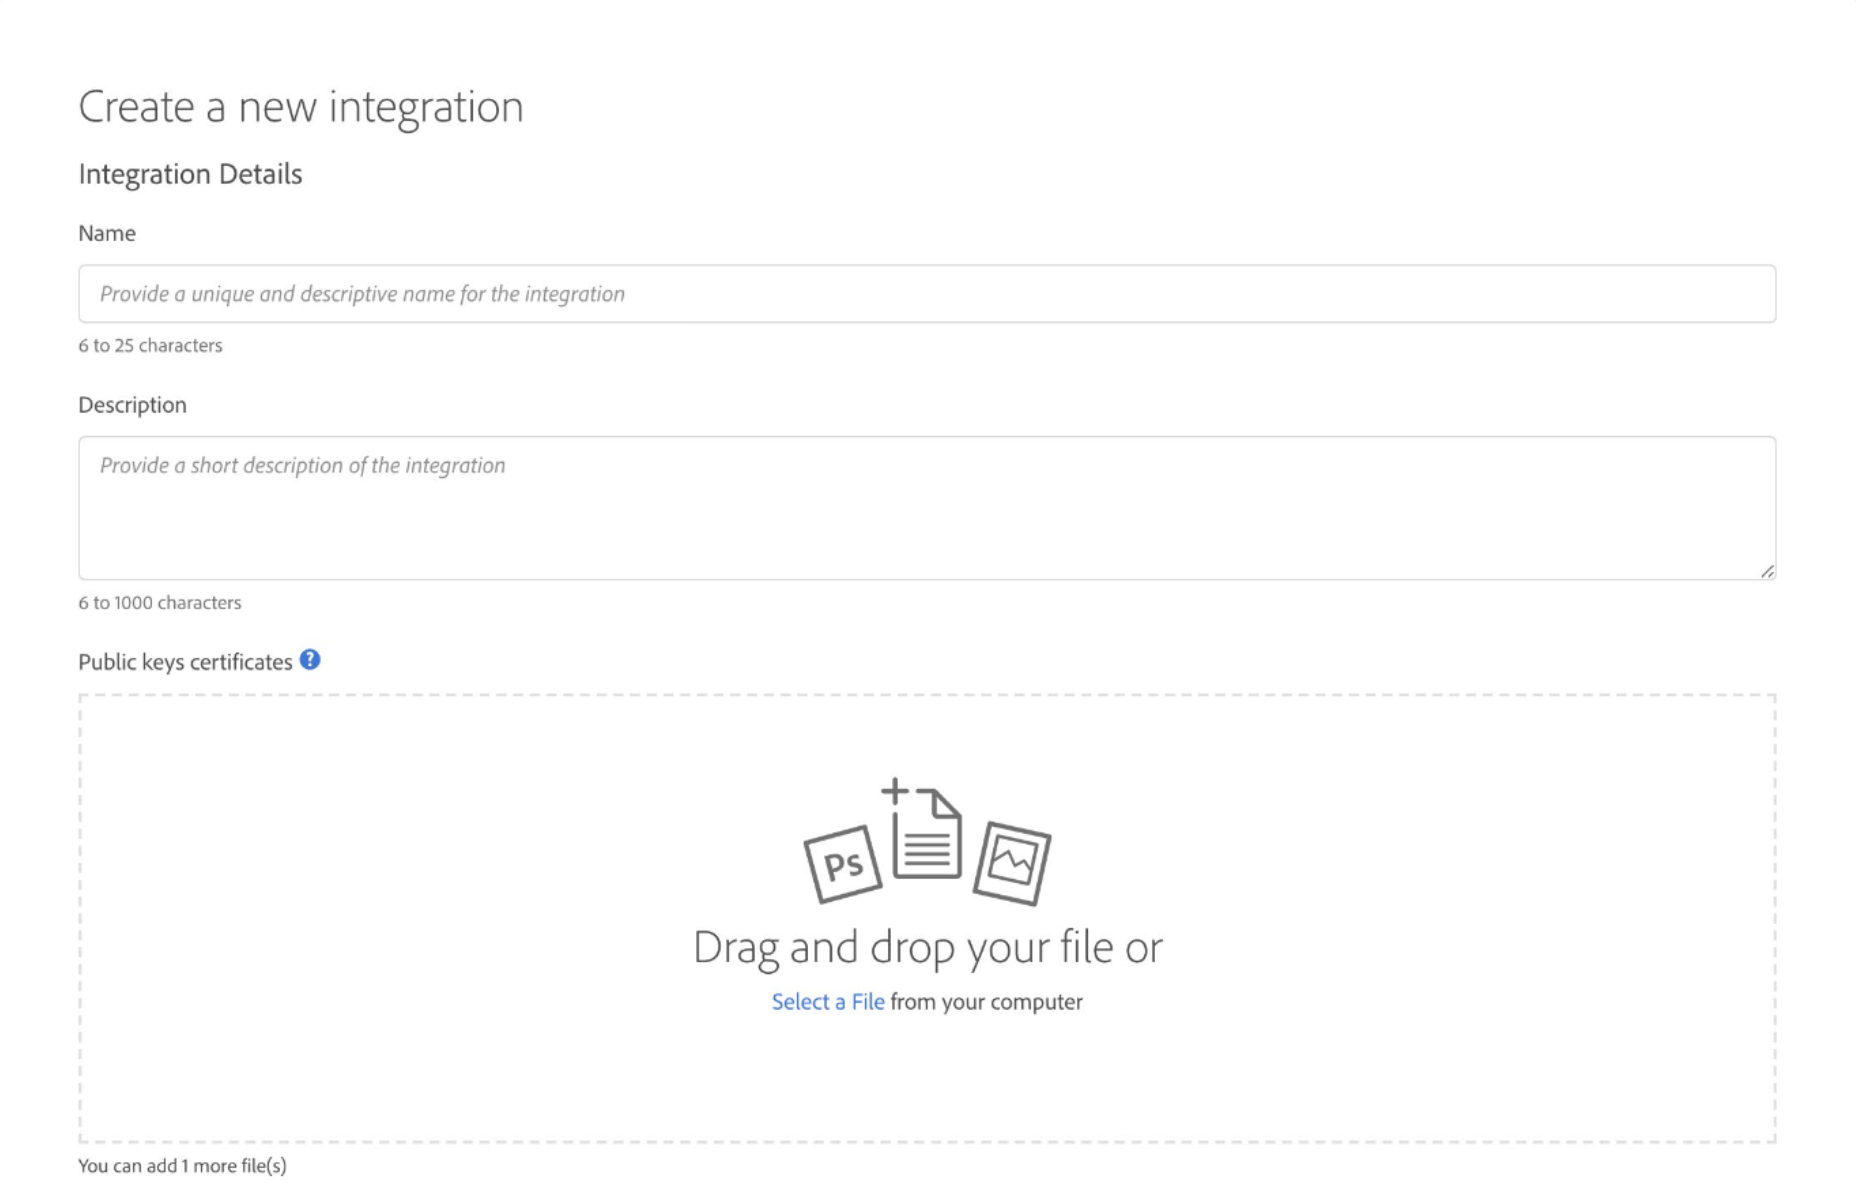 Create a new integration
Integration Details
Name
Provide a unique and descriptive name for the integration
6 to 25 characters
Description
Provide a short description of the integration
6 to 1000 characters
Public keys certificates ?
Ps
Drag and drop your file or
Select a File from your computer
You can add 1 more file(s)